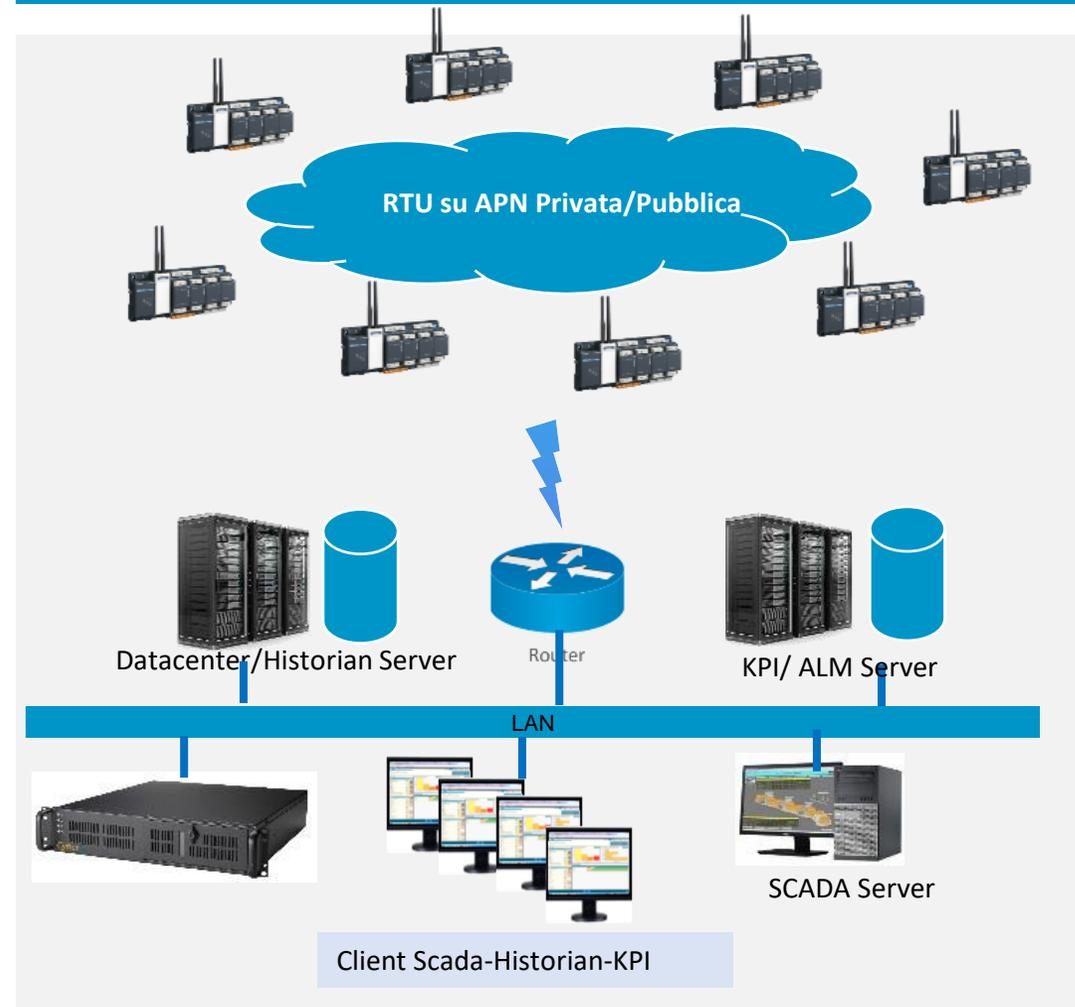 RTU su APN Privata/Pubblica
Datacenter/Historian Server
Router
KPI/ ALM Server
LAN
SCADA Server
Client Scada-Historian-KPI